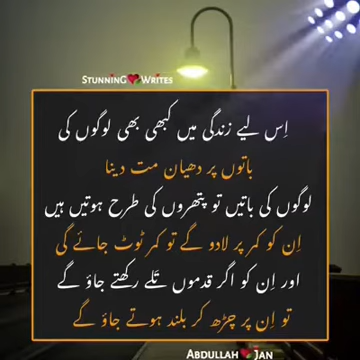 StunninG Writes
اِس لیے زندگی میں کبھی بھی لوگوں کی
باتوں پر دھیان مت دینا
لوگوں کی باتیں تو پتھروں کی طرح ہوتیں ہیں
اِن کو کمر پر لادو گے تو کمر ٹوٹ جائے گی
اور اِن کو اگر قدموں تلے رکھتے جاؤ گے
تو اِن پر چڑھ کر بلند ہوتے جاؤ گے
Abdullah Jan